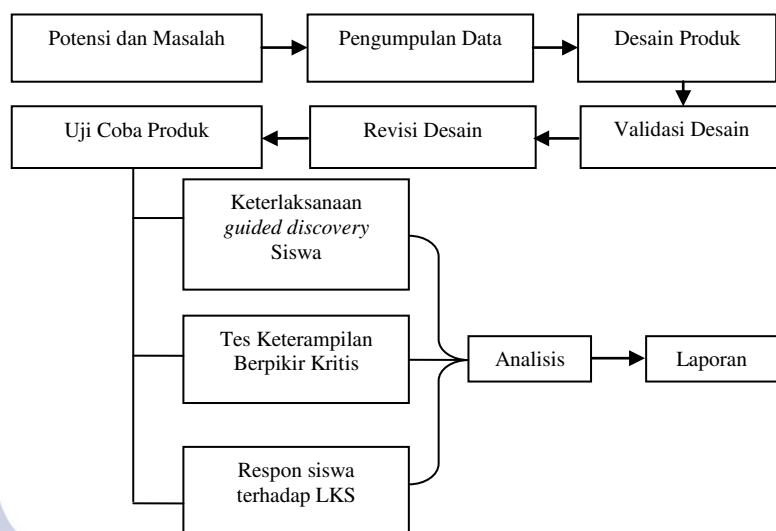 Potensi dan Masalah
Pengumpulan Data
Desain Produk
Uji Coba Produk
Revisi Desain
Validasi Desain
Keterlaksanaan
guided discovery
Siswa
Tes Keterampilan
Berpikir Kritis
Analisis
Laporan
Respon siswa
terhadap LKS